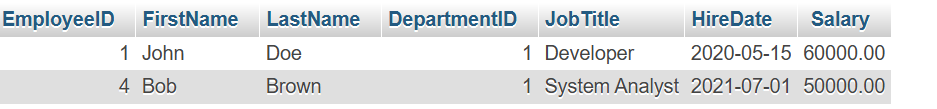 EmployeeID FirstName LastName DepartmentID JobTitle HireDate Salary
1 John Doe 1 Developer 2020-05-15 60000.00
4 Bob Brown 1 System Analyst 2021-07-01 50000.00